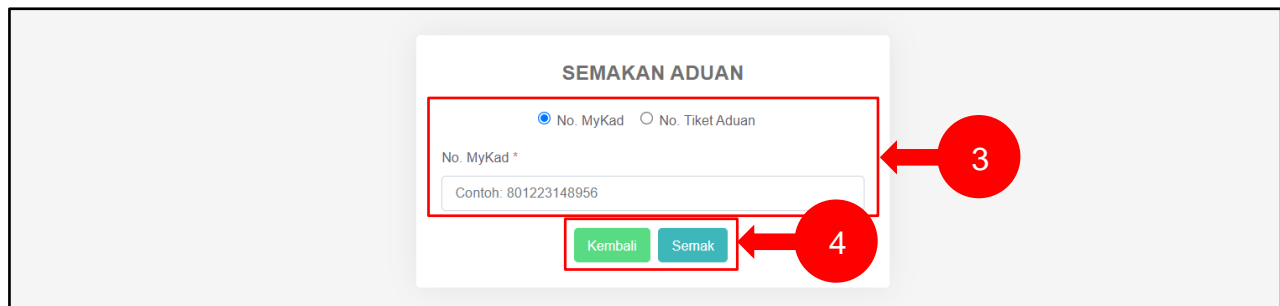 SEMAKAN ADUAN
No. MyKad No. Tiket Aduan
No. MyKad *
3
Contoh: 801223148956
Kembali Semak
4